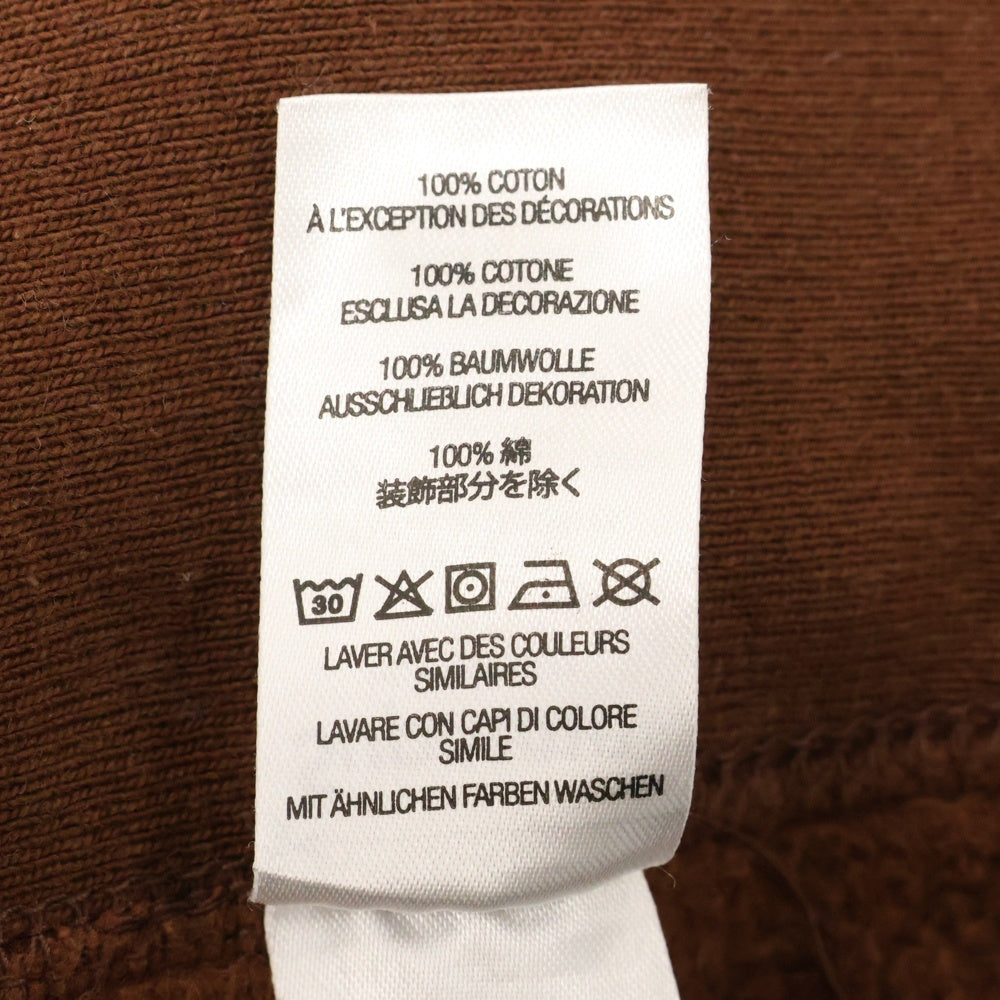 100% COTON
À L'EXCEPTION DES DÉCORATIONS
100% COTONE
ESCLUSA LA DECORAZIONE
100% BAUMWOLLE
AUSSCHLIEBLICH DEKORATION
100% 綿
装飾部分を除く
30
LAVER AVEC DES COULEURS
SIMILAIRES
LAVARE CON CAPI DI COLORE
SIMILE
MIT ÄHNLICHEN FARBEN WASCHEN